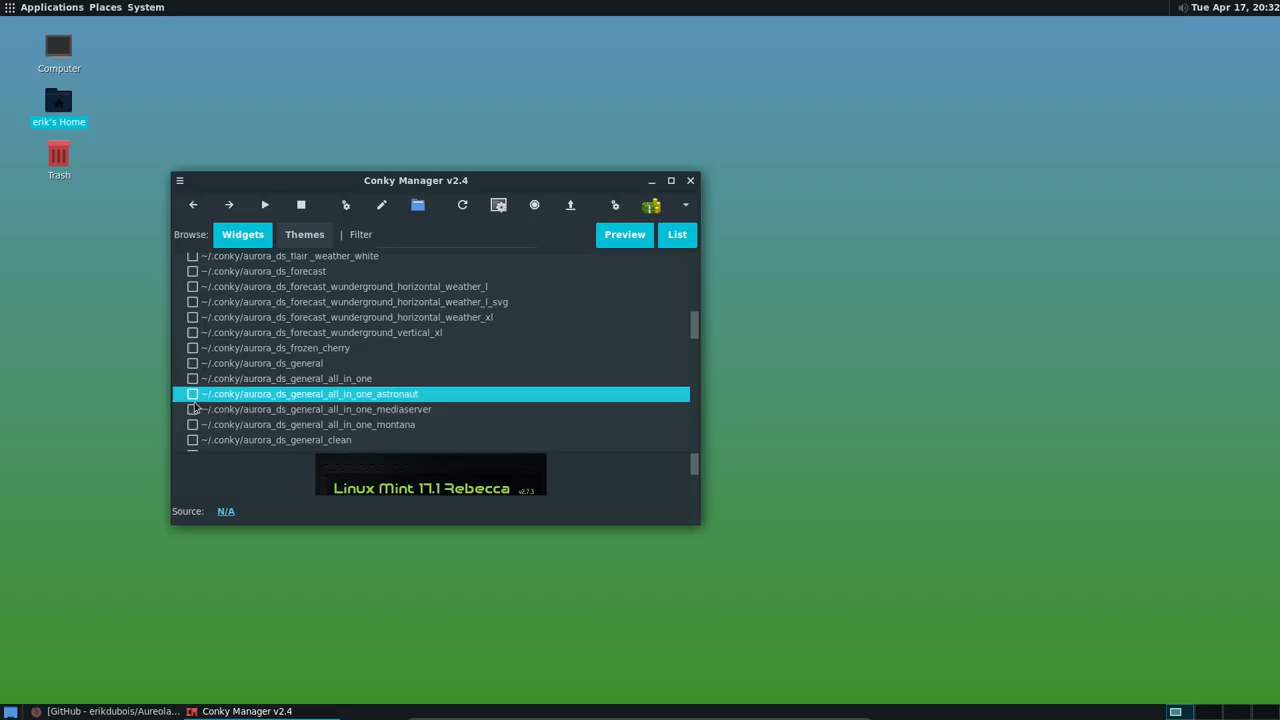 Applications Places System
Tue Apr 17, 20:32
Computer
erik's Home
Trash
Conky Manager v2.4
Browse: Widgets Themes | Filter Preview List
~/.conky/aurora_ds_flair _weather_white
~/.conky/aurora_ds_forecast
~/.conky/aurora_ds_forecast_wunderground_horizontal_weather_l
~/.conky/aurora_ds_forecast_wunderground_horizontal_weather_l_svg
~/.conky/aurora_ds_forecast_wunderground_horizontal_weather_xl
~/.conky/aurora_ds_forecast_wunderground_vertical_xl
~/.conky/aurora_ds_frozen_cherry
~/.conky/aurora_ds_general
~/.conky/aurora_ds_general_all_in_one
~/.conky/aurora_ds_general_all_in_one_astronaut
~/.conky/aurora_ds_general_all_in_one_mediaserver
~/.conky/aurora_ds_general_all_in_one_montana
~/.conky/aurora_ds_general_clean
Linux Mint 17.1 Rebecca v2.7.3
Source: N/A
[GitHub - erikdubois/Aureola... Conky Manager v2.4